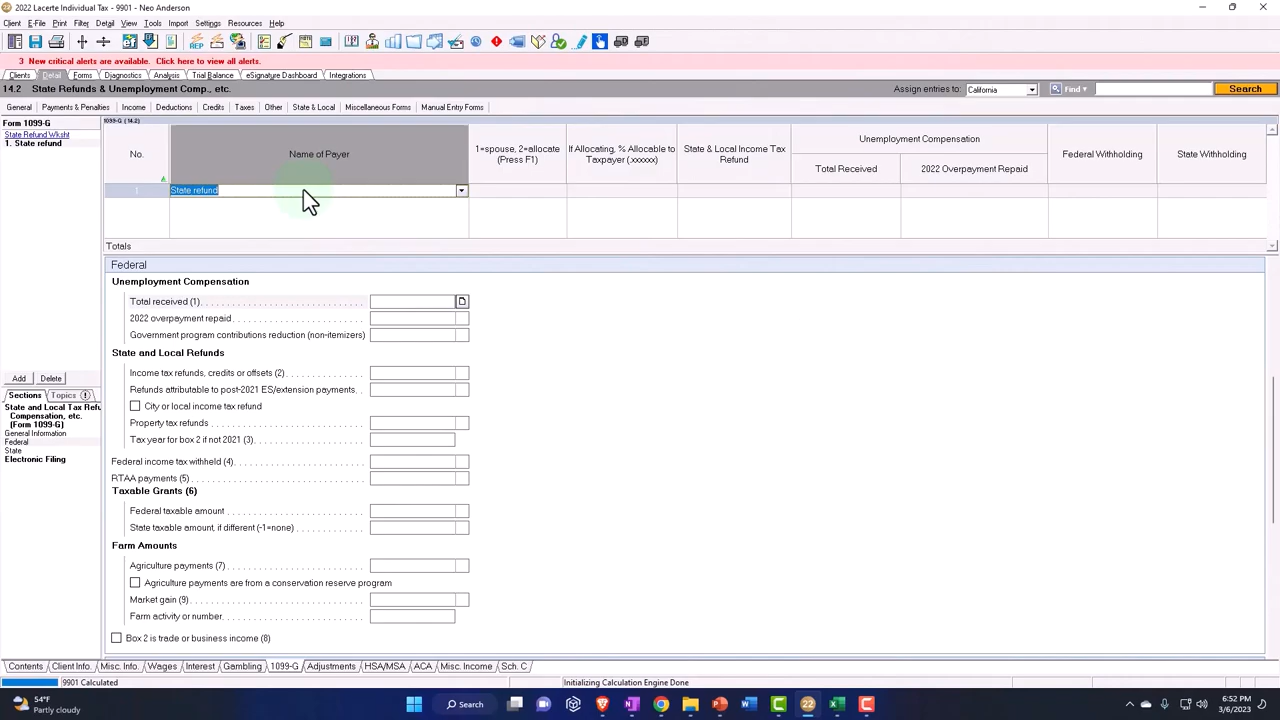 2022 Lacerte Individual Tax - 9901 - Neo Anderson
Client E-File Print Filter Detail View Tools Import Settings Resources Help
3 New critical alerts are available. Click here to view all alerts.
Clients Detail Forms Diagnostics Analysis Trial Balance eSignature Dashboard Integrations
14.2 State Refunds & Unemployment Comp., etc. Assign entries to: California Find Search
General Payments & Penalties Income Deductions Credits Taxes Other State & Local Miscellaneous Forms Manual Entry Forms
Form 1099-G
State Refund Wksht
1. State refund
Add Delete
Sections Topics
State and Local Tax Refu
Compensation, etc.
(Form 1099-G)
General Information
Federal
State
Electronic Filing
1099-G (14.2)
No.
Name of Payer
1=spouse, 2=allocate
(Press F1)
If Allocating, % Allocable to
Taxpayer (.xxxxxx)
State & Local Income Tax
Refund
Unemployment Compensation
Total Received
2022 Overpayment Repaid
Federal Withholding
State Withholding
1 State refund
Totals
Federal
Unemployment Compensation
Total received (1)
2022 overpayment repaid
Government program contributions reduction (non-itemizers)
State and Local Refunds
Income tax refunds, credits or offsets (2)
Refunds attributable to post-2021 ES/extension payments
City or local income tax refund
Property tax refunds
Tax year for box 2 if not 2021 (3)
Federal income tax withheld (4)
RTAA payments (5)
Taxable Grants (6)
Federal taxable amount
State taxable amount, if different (-1=none)
Farm Amounts
Agriculture payments (7)
Agriculture payments are from a conservation reserve program
Market gain (9)
Farm activity or number
Box 2 is trade or business income (8)
Contents Client Info. Misc. Info. Wages Interest Gambling 1099-G Adjustments HSA/MSA ACA Misc. Income Sch. C
9901 Calculated Initializing Calculation Engine Done
54°F
Partly cloudy
Search
6:52 PM
3/6/2023